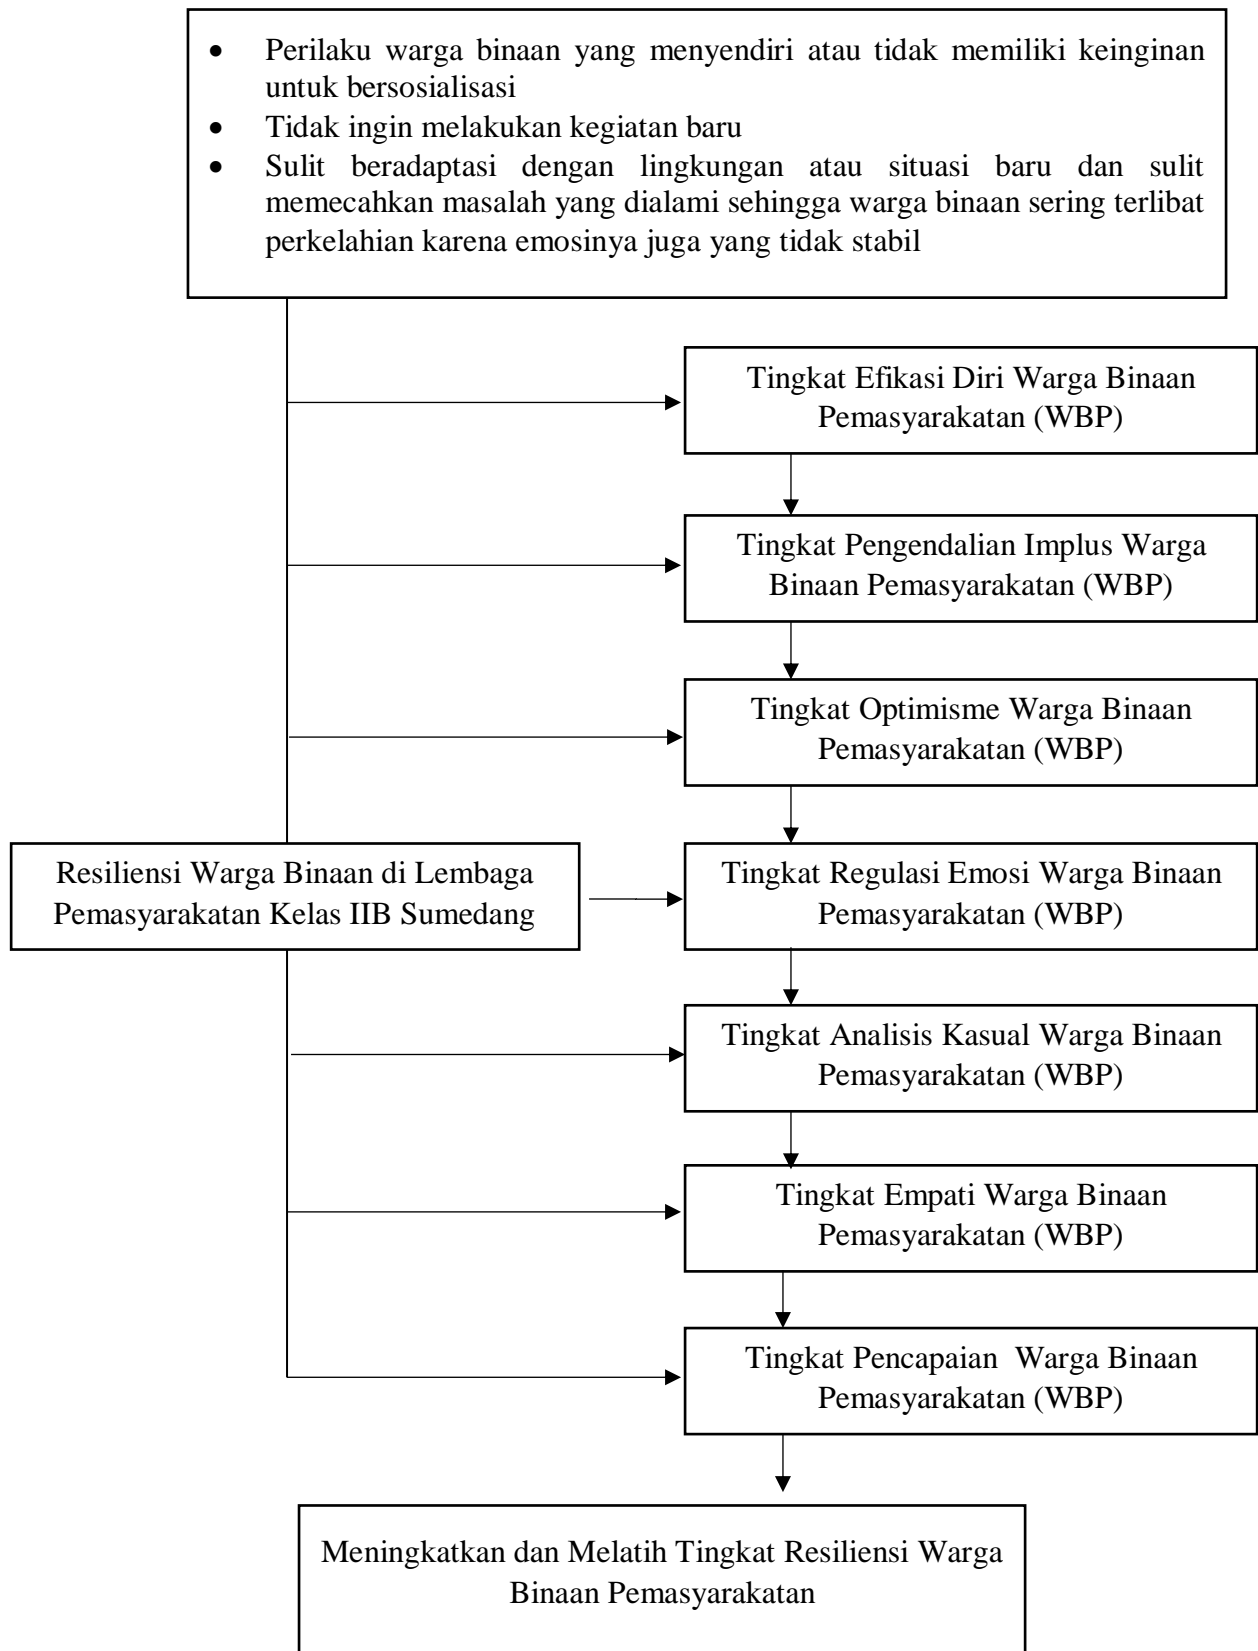 • Perilaku warga binaan yang menyendiri atau tidak memiliki keinginan
untuk bersosialisasi
• Tidak ingin melakukan kegiatan baru
• Sulit beradaptasi dengan lingkungan atau situasi baru dan sulit
memecahkan masalah yang dialami sehingga warga binaan sering terlibat
perkelahian karena emosinya juga yang tidak stabil
Tingkat Efikasi Diri Warga Binaan
Pemasyarakatan (WBP)
Tingkat Pengendalian Implus Warga
Binaan Pemasyarakatan (WBP)
Tingkat Optimisme Warga Binaan
Pemasyarakatan (WBP)
Resiliensi Warga Binaan di Lembaga
Pemasyarakatan Kelas IIB Sumedang
Tingkat Regulasi Emosi Warga Binaan
Pemasyarakatan (WBP)
Tingkat Analisis Kasual Warga Binaan
Pemasyarakatan (WBP)
Tingkat Empati Warga Binaan
Pemasyarakatan (WBP)
Tingkat Pencapaian Warga Binaan
Pemasyarakatan (WBP)
Meningkatkan dan Melatih Tingkat Resiliensi Warga
Binaan Pemasyarakatan